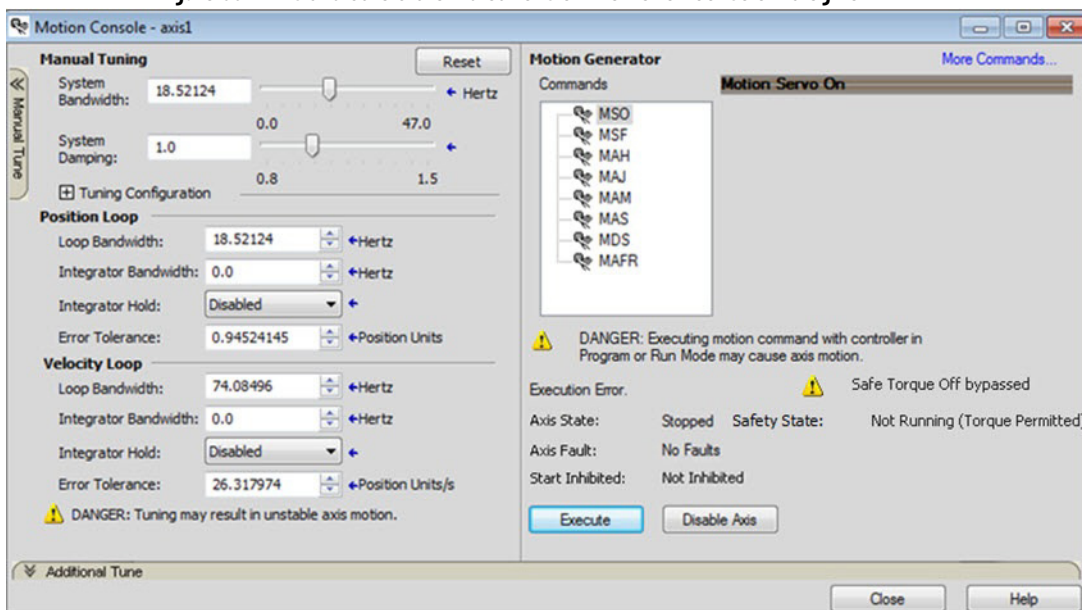 Motion Console - axis1
Manual Tuning
Reset
Manual Tune
System
Bandwidth:
18.52124
Hertz
0.0 47.0
System
Damping:
1.0
0.8 1.5
Tuning Configuration
Position Loop
Loop Bandwidth: 18.52124 Hertz
Integrator Bandwidth: 0.0 Hertz
Integrator Hold: Disabled
Error Tolerance: 0.94524145 Position Units
Velocity Loop
Loop Bandwidth: 74.08496 Hertz
Integrator Bandwidth: 0.0 Hertz
Integrator Hold: Disabled
Error Tolerance: 26.317974 Position Units/s
DANGER: Tuning may result in unstable axis motion.
Motion Generator
More Commands...
Commands
Motion Servo On
MSO
MSF
MAH
MAJ
MAM
MAS
MDS
MAFR
DANGER: Executing motion command with controller in
Program or Run Mode may cause axis motion.
Execution Error.
Safe Torque Off bypassed
Axis State: Stopped Safety State: Not Running (Torque Permitted)
Axis Fault: No Faults
Start Inhibited: Not Inhibited
Execute Disable Axis
Additional Tune
Close Help